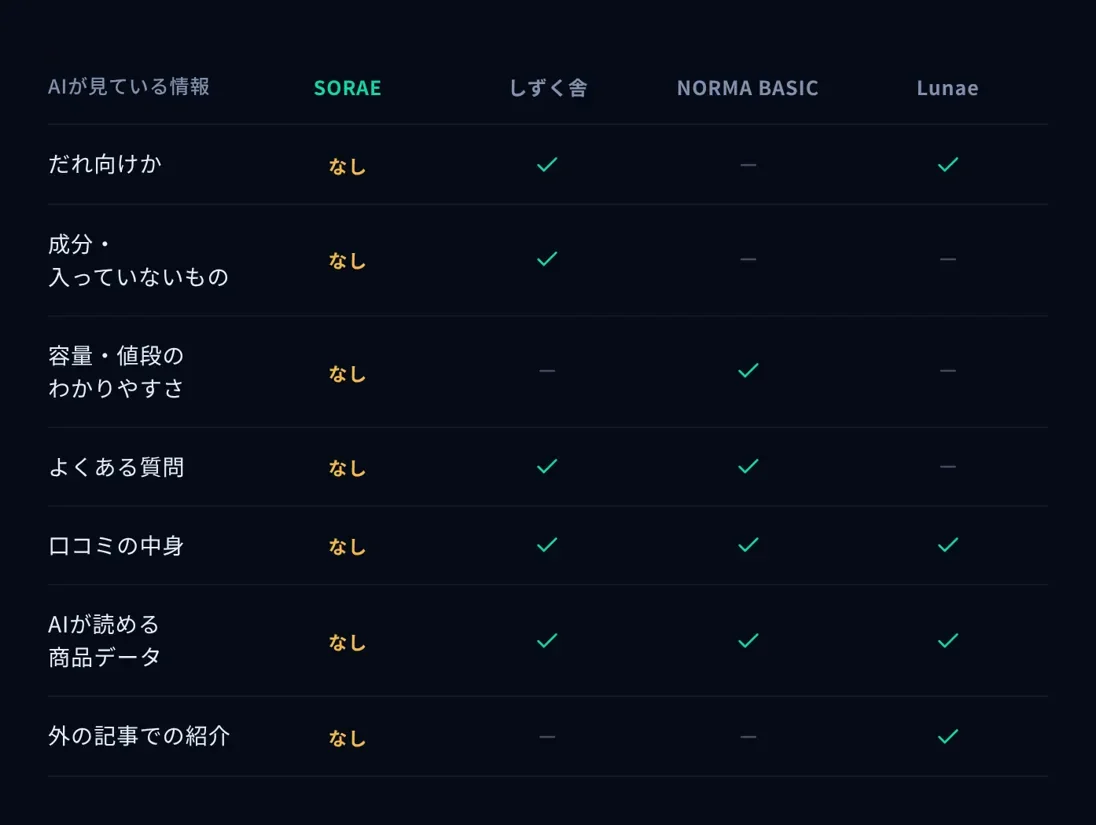 AIが見ている情報 SORAE しずく舎 NORMA BASIC Lunae
だれ向けか なし ✓ — ✓
成分・
入っていないもの なし ✓ — —
容量・値段の
わかりやすさ なし — ✓ —
よくある質問 なし ✓ ✓ —
口コミの中身 なし ✓ ✓ ✓
AIが読める
商品データ なし ✓ ✓ ✓
外の記事での紹介 なし — — ✓